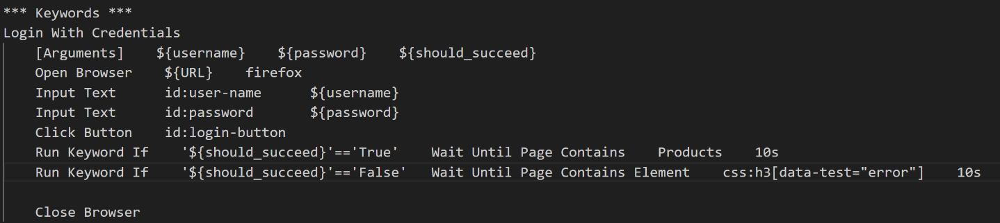 *** Keywords ***
Login With Credentials
    [Arguments]    ${username}    ${password}    ${should_succeed}
    Open Browser    ${URL}    firefox
    Input Text      id:user-name      ${username}
    Input Text      id:password       ${password}
    Click Button    id:login-button
    Run Keyword If    '${should_succeed}'=='True'    Wait Until Page Contains    Products    10s
    Run Keyword If    '${should_succeed}'=='False'   Wait Until Page Contains Element    css:h3[data-test="error"]    10s

    Close Browser